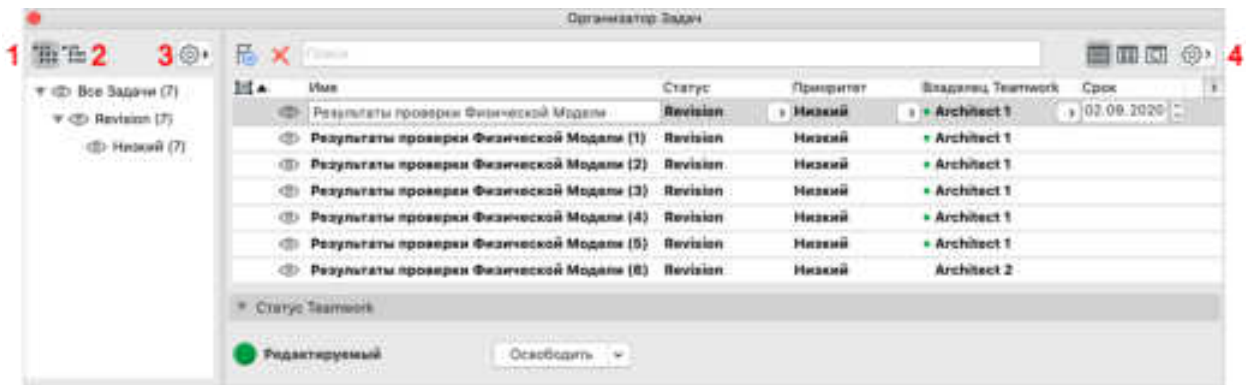 Организатор Задач
1 2 3 Поиск 4
Имя Статус Приоритет Владелец Teamwork Срок
Все Задачи (7)
Revision (7)
Низкий (7)
Результаты проверки Физической Модели Revision Низкий Architect 1 02.09.2020
Результаты проверки Физической Модели (1) Revision Низкий Architect 1
Результаты проверки Физической Модели (2) Revision Низкий Architect 1
Результаты проверки Физической Модели (3) Revision Низкий Architect 1
Результаты проверки Физической Модели (4) Revision Низкий Architect 1
Результаты проверки Физической Модели (5) Revision Низкий Architect 1
Результаты проверки Физической Модели (6) Revision Низкий Architect 2
Статус Teamwork
Редактируемый Освободить